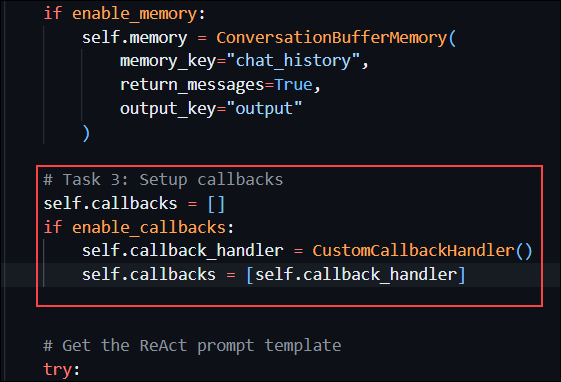 if enable_memory:
    self.memory = ConversationBufferMemory(
        memory_key="chat_history",
        return_messages=True,
        output_key="output"
    )
# Task 3: Setup callbacks
self.callbacks = []
if enable_callbacks:
    self.callback_handler = CustomCallbackHandler()
    self.callbacks = [self.callback_handler]
# Get the ReAct prompt template
try: